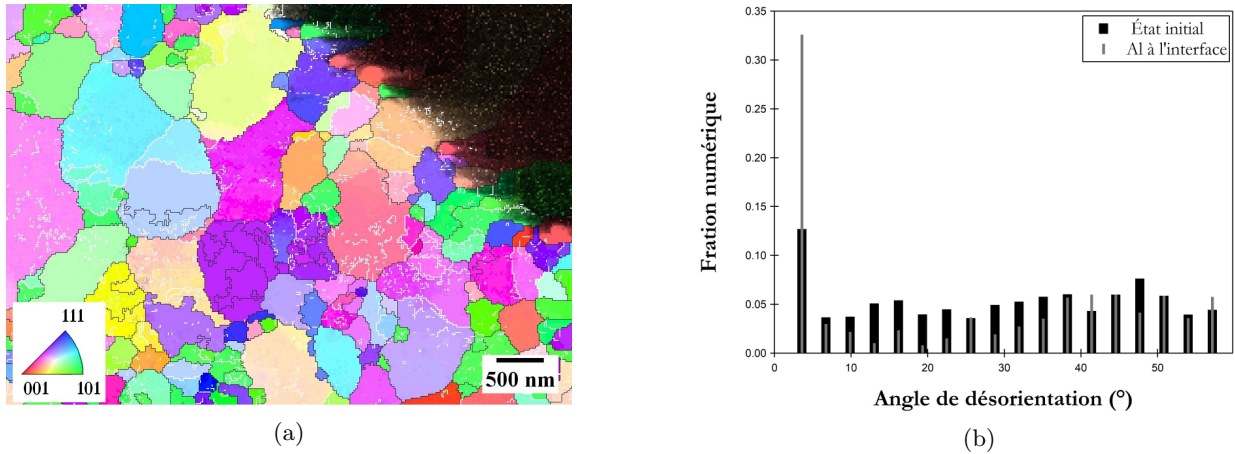 111
001 101
500 nm
(a)
0.35
0.30
0.25
0.20
0.15
0.10
0.05
0.00
0 10 20 30 40 50
Fration numérique
Angle de désorientation (°)
État initial
Al à l'interface
(b)